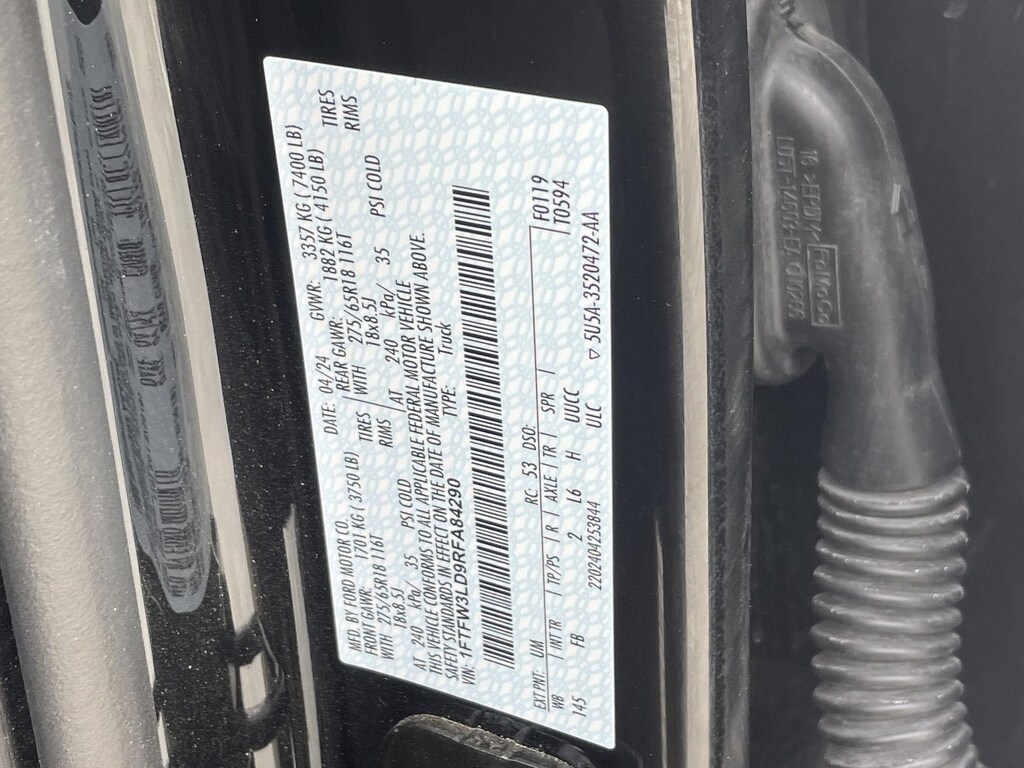 MFD. BY FORD MOTOR CO.
DATE: 04/24
GVWR: 3357 KG ( 7400 LB)
FRONT GAWR: 1701 KG ( 3750 LB)
REAR GAWR: 1882 KG ( 4150 LB)
WITH 275/65R18 116T TIRES
WITH 275/65R18 116T TIRES
18x8.5J RIMS
18x8.5J RIMS
AT 240 kPa/ 35 PSI COLD
AT 240 kPa/ 35 PSI COLD
THIS VEHICLE CONFORMS TO ALL APPLICABLE FEDERAL MOTOR VEHICLE
SAFETY STANDARDS IN EFFECT ON THE DATE OF MANUFACTURE SHOWN ABOVE.
VIN: 1FTFW3LD9RFA84290
TYPE: Truck
F0119
T0594
EXT PNT: UM RC: 53 DSO:
WB INT TR TP/PS R AXLE TR SPR
145 FB 2 L6 H UUCC
ULC
2202404253844
▽ 5U5A-3520472-AA
FoMoCo